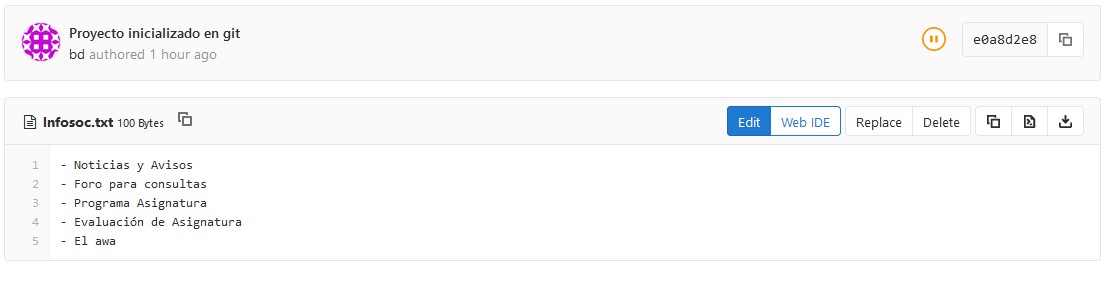 Proyecto inicializado en git
bd authored 1 hour ago
e0a8d2e8
Infosoc.txt 100 Bytes
Edit Web IDE Replace Delete
1 - Noticias y Avisos
2 - Foro para consultas
3 - Programa Asignatura
4 - Evaluación de Asignatura
5 - El awa